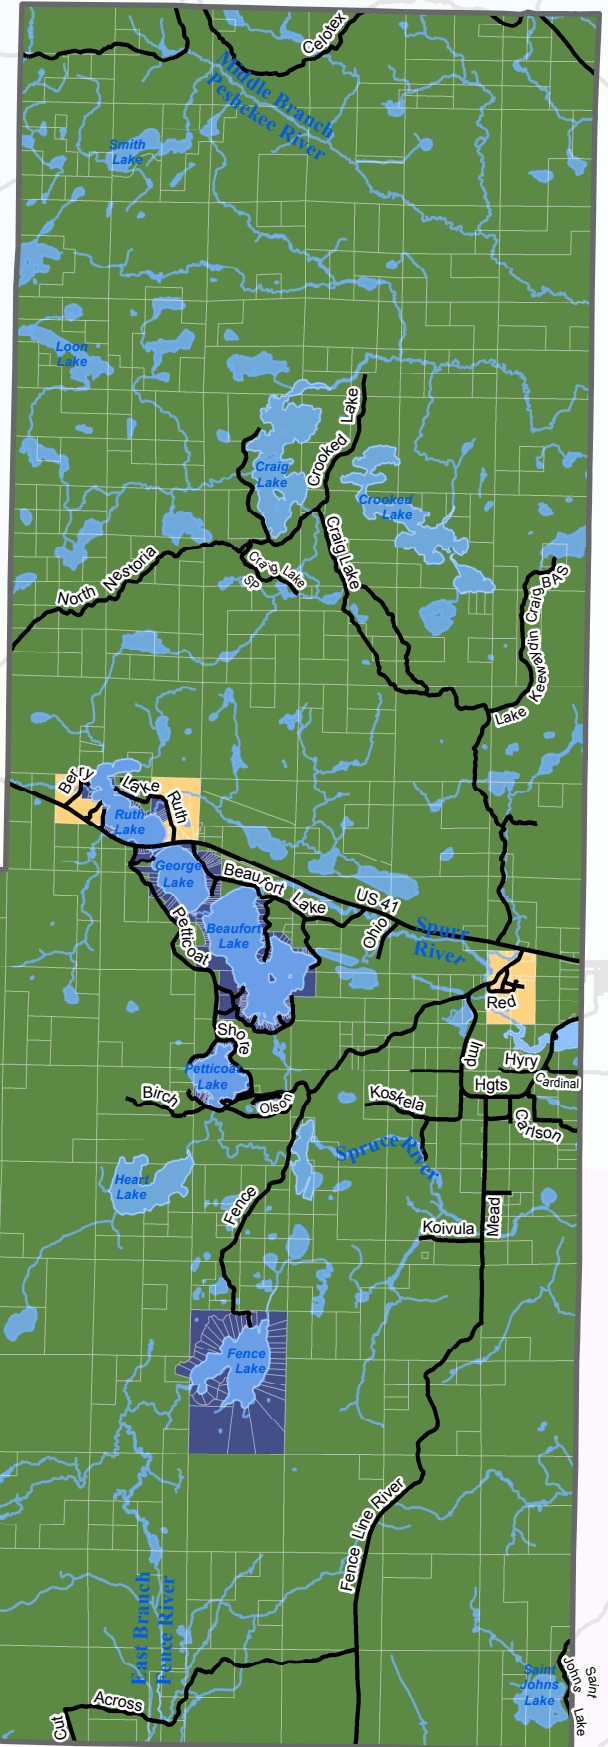 Celotex
Middle Branch
Peshekee River
Smith
Lake
Loon
Lake
Crooked Lake
Craig
Lake
Crooked
Lake
Craig Lake
Craig Lake
SP
North Nestoria
BAS
Craig
Keewaydin
Lake
Berry
Lake
Ruth
Ruth
Lake
George
Lake
Beaufort Lake
US 41
Ohio
Beaufort
Lake
Petticoat
Spurr
River
Red
Shore
Imp
Hyry
Petticoat
Lake
Hgts
Cardinal
Birch
Olson
Koskela
Carlson
Spruce River
Heart
Lake
Fence
Mead
Koivula
Fence
Lake
Fence Line River
East Branch
Fence River
Saint
Johns
Lake
Saint
Johns
Lake
Across
Cut